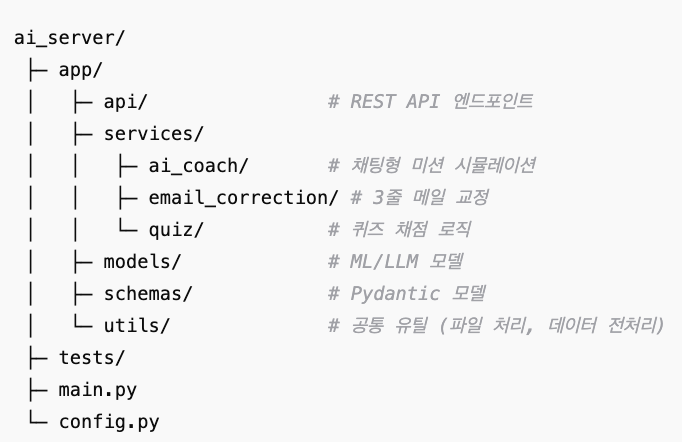 ai_server/
├─ app/
│   ├─ api/                # REST API 엔드포인트
│   ├─ services/
│   │   ├─ ai_coach/       # 채팅형 미션 시뮬레이션
│   │   ├─ email_correction/ # 3줄 메일 교정
│   │   └─ quiz/           # 퀴즈 채점 로직
│   ├─ models/             # ML/LLM 모델
│   ├─ schemas/            # Pydantic 모델
│   └─ utils/              # 공통 유틸 (파일 처리, 데이터 전처리)
├─ tests/
├─ main.py
└─ config.py